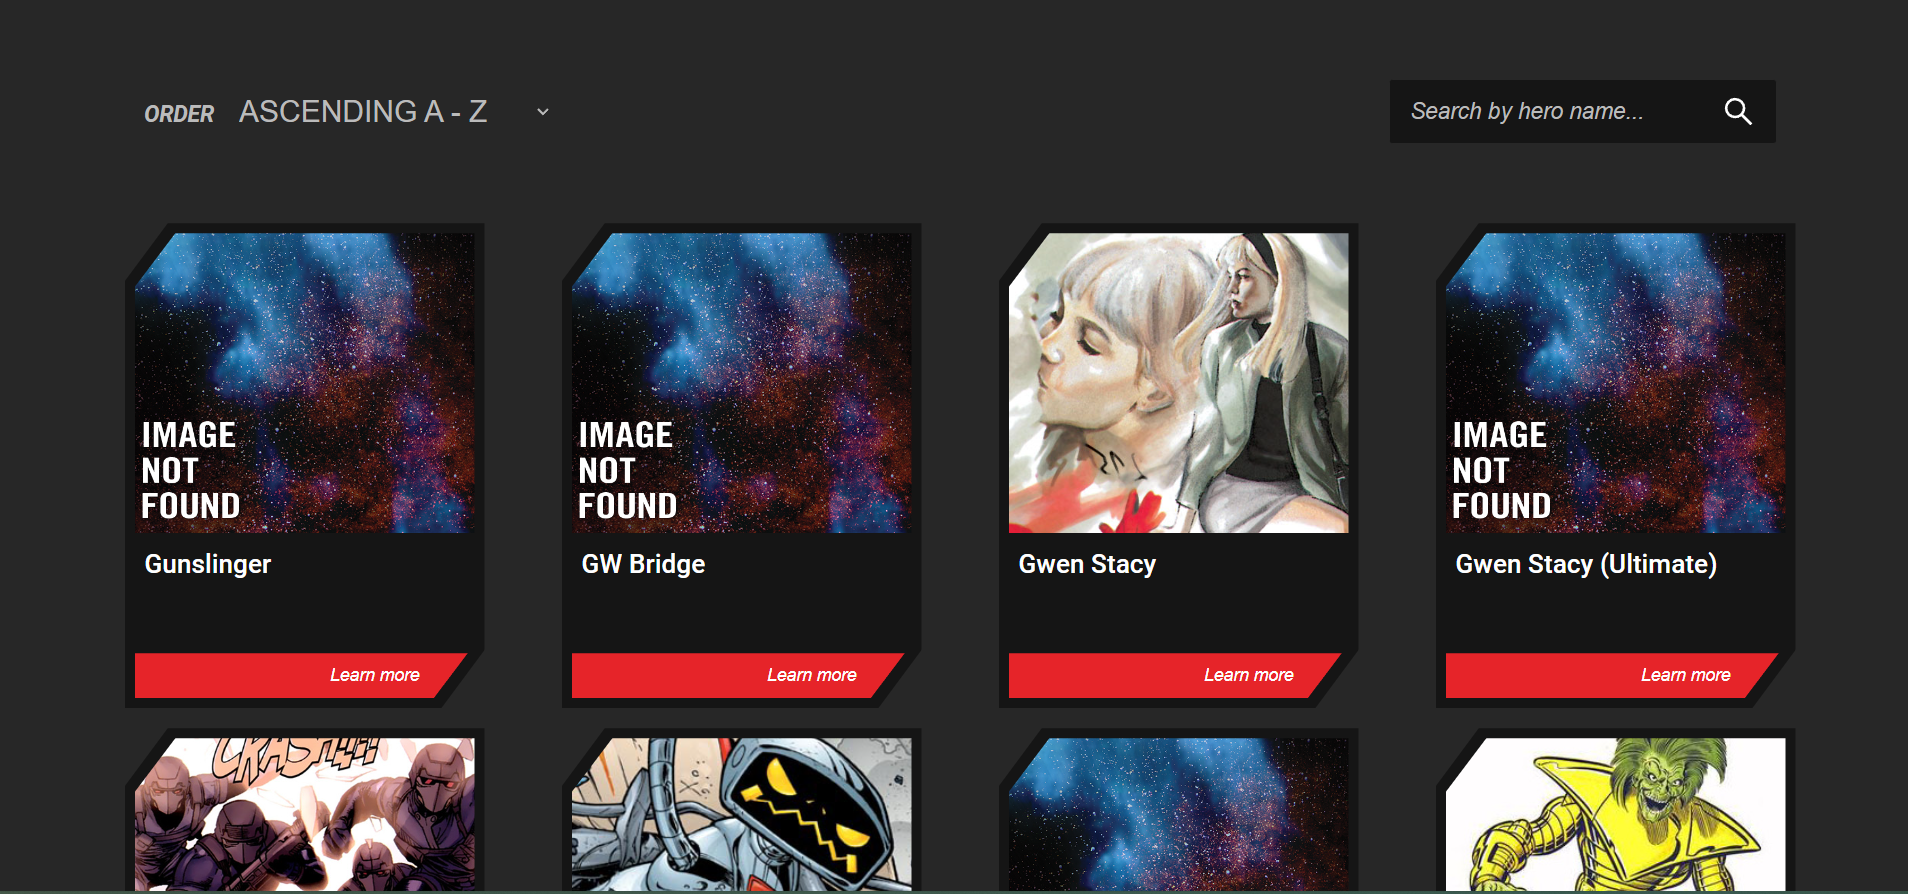 ORDER ASCENDING A - Z
Search by hero name...
IMAGE
NOT
FOUND
Gunslinger
Learn more
IMAGE
NOT
FOUND
GW Bridge
Learn more
Gwen Stacy
Learn more
IMAGE
NOT
FOUND
Gwen Stacy (Ultimate)
Learn more
CRASH!!!